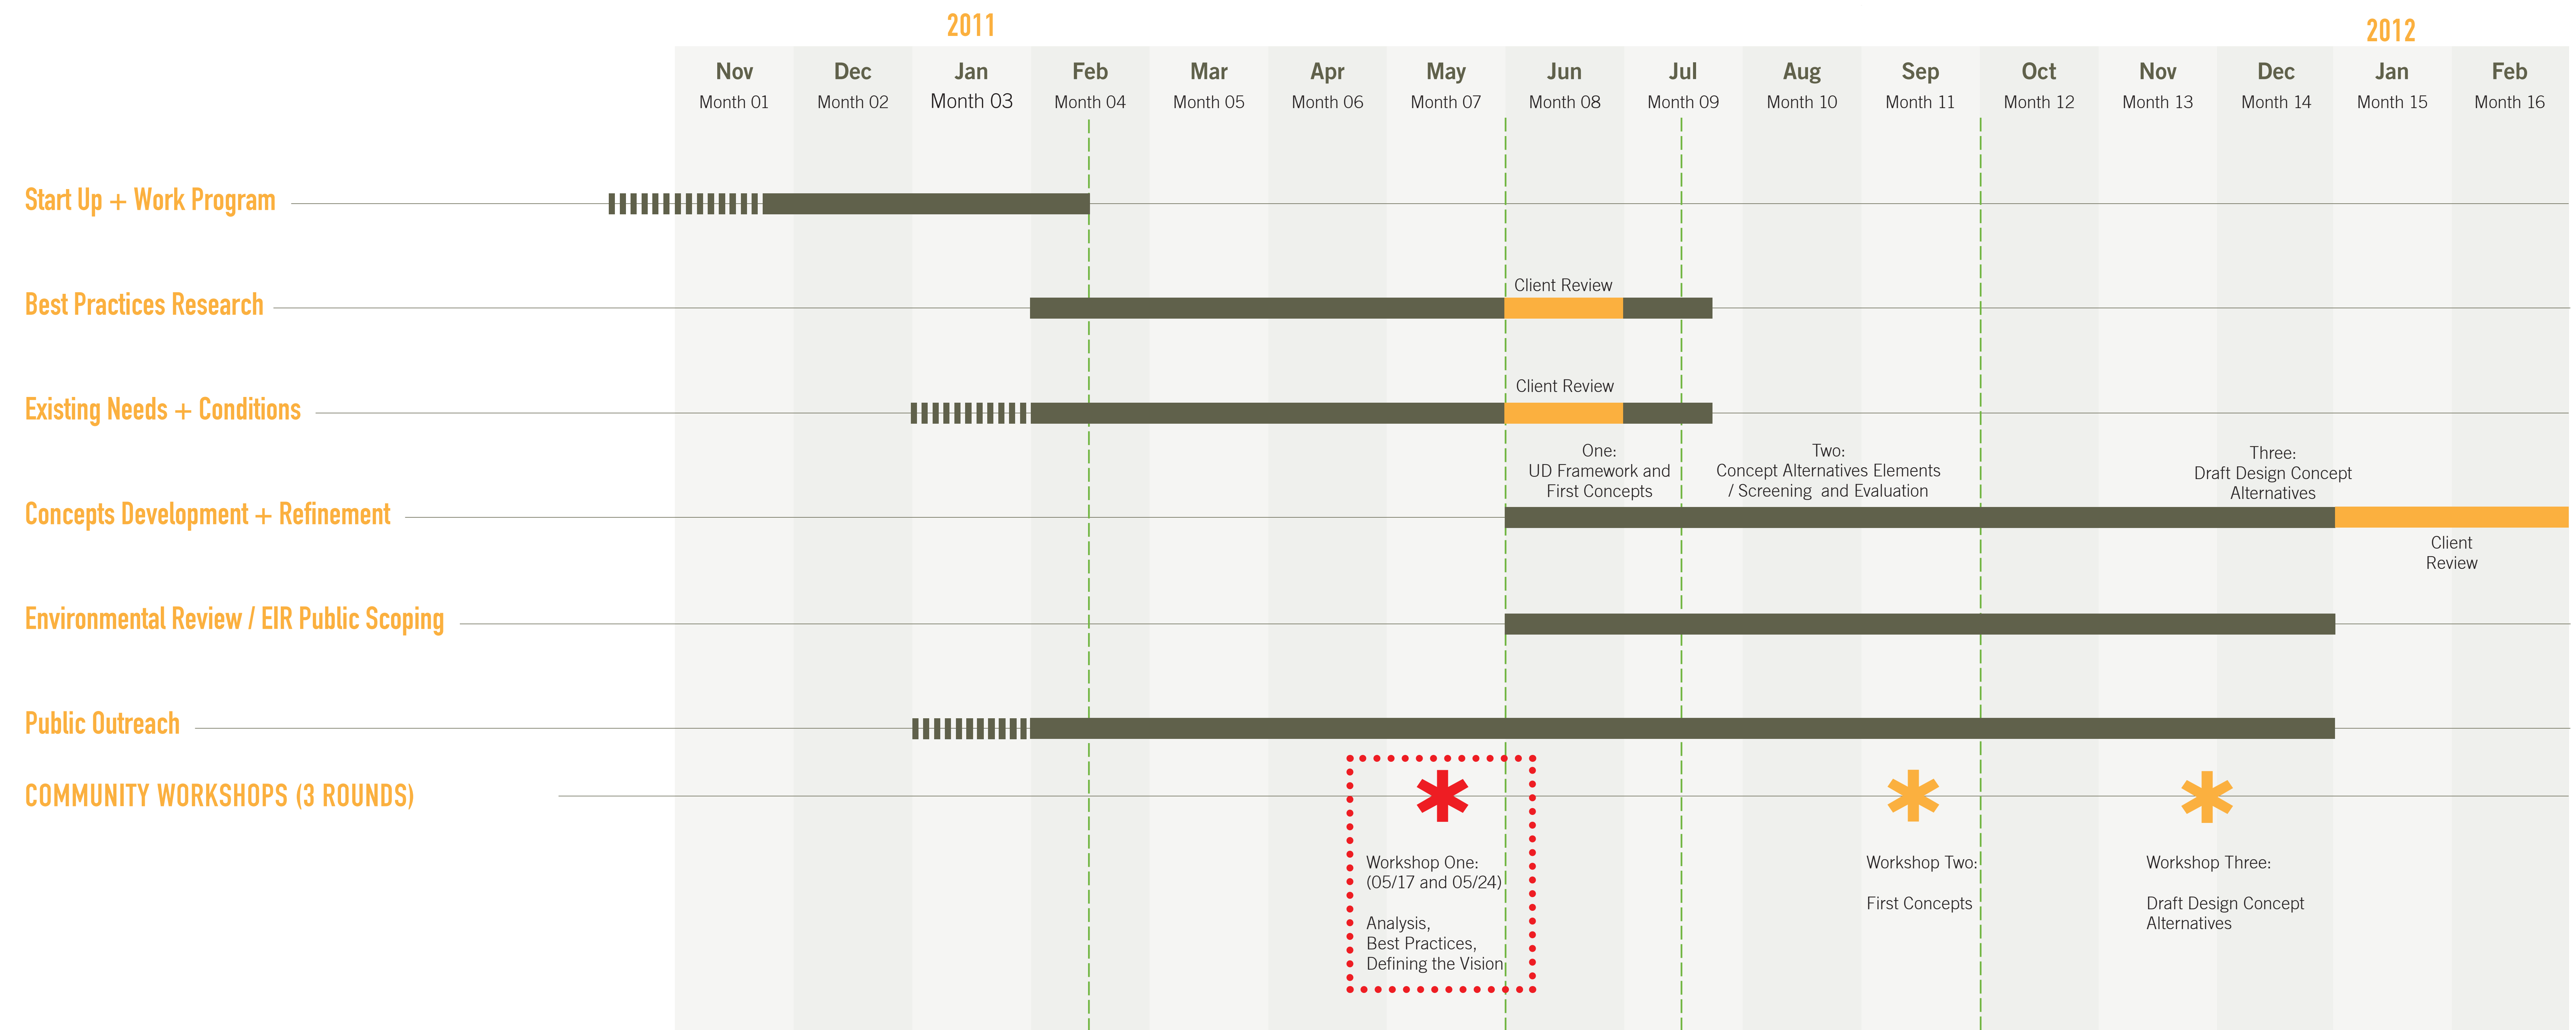 2011
2012
Nov Dec Jan Feb Mar Apr May Jun Jul Aug Sep Oct Nov Dec Jan Feb
Month 01 Month 02 Month 03 Month 04 Month 05 Month 06 Month 07 Month 08 Month 09 Month 10 Month 11 Month 12 Month 13 Month 14 Month 15 Month 16
Start Up + Work Program
Client Review
Best Practices Research
Client Review
Existing Needs + Conditions
One:
UD Framework and
First Concepts
Two:
Concept Alternatives Elements
/ Screening and Evaluation
Three:
Draft Design Concept
Alternatives
Concepts Development + Refinement
Client
Review
Environmental Review / EIR Public Scoping
Public Outreach
COMMUNITY WORKSHOPS (3 ROUNDS)
Workshop One:
(05/17 and 05/24)
Analysis,
Best Practices,
Defining the Vision
Workshop Two:
First Concepts
Workshop Three:
Draft Design Concept
Alternatives